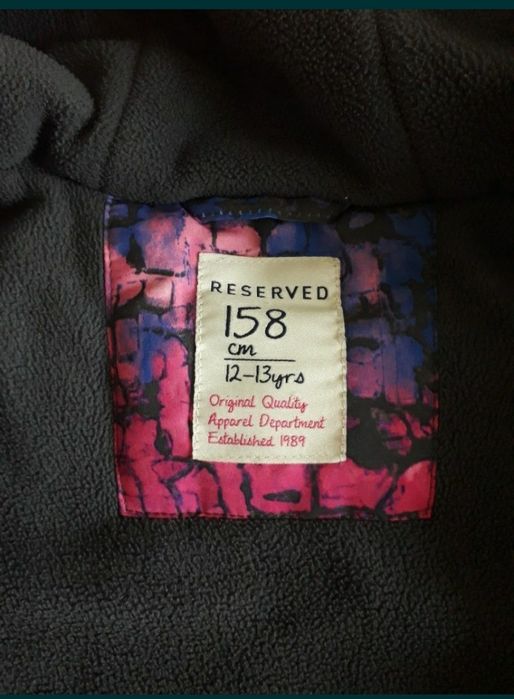 RESERVED
158
cm
12-13yrs
Original Quality
Apparel Department
Established 1989